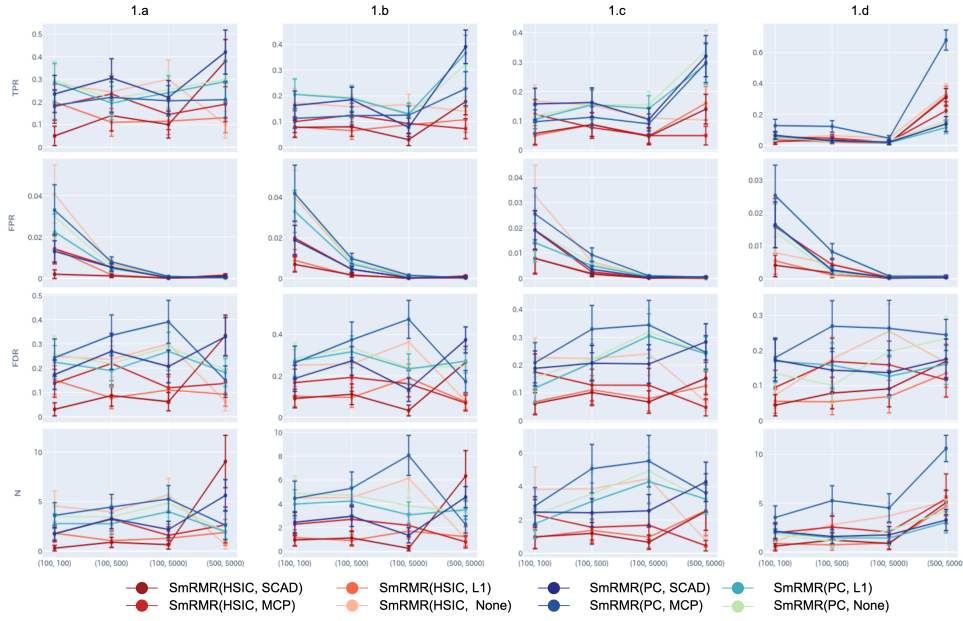 1.a 1.b 1.c 1.d
TPR
0.5 0.4 0.3 0.2 0.1 0
0.4 0.3 0.2 0.1 0
0.4 0.3 0.2 0.1 0
0.6 0.4 0.2 0
FPR
0.04 0.02 0
0.04 0.02 0
0.04 0.03 0.02 0.01 0
0.03 0.02 0.01 0
FDR
0.5 0.4 0.3 0.2 0.1 0
0.4 0.2 0
0.4 0.3 0.2 0.1 0
0.3 0.2 0.1 0
N
10 5 0
10 8 6 4 2 0
6 4 2 0
10 5 0
(100, 100) (100, 500) (100, 5000) (500, 5000)
(100, 100) (100, 500) (100, 5000) (500, 5000)
(100, 100) (100, 500) (100, 5000) (500, 5000)
(100, 100) (100, 500) (100, 5000) (500, 5000)
SmRMR(HSIC, SCAD) SmRMR(HSIC, L1) SmRMR(PC, SCAD) SmRMR(PC, L1)
SmRMR(HSIC, MCP) SmRMR(HSIC, None) SmRMR(PC, MCP) SmRMR(PC, None)